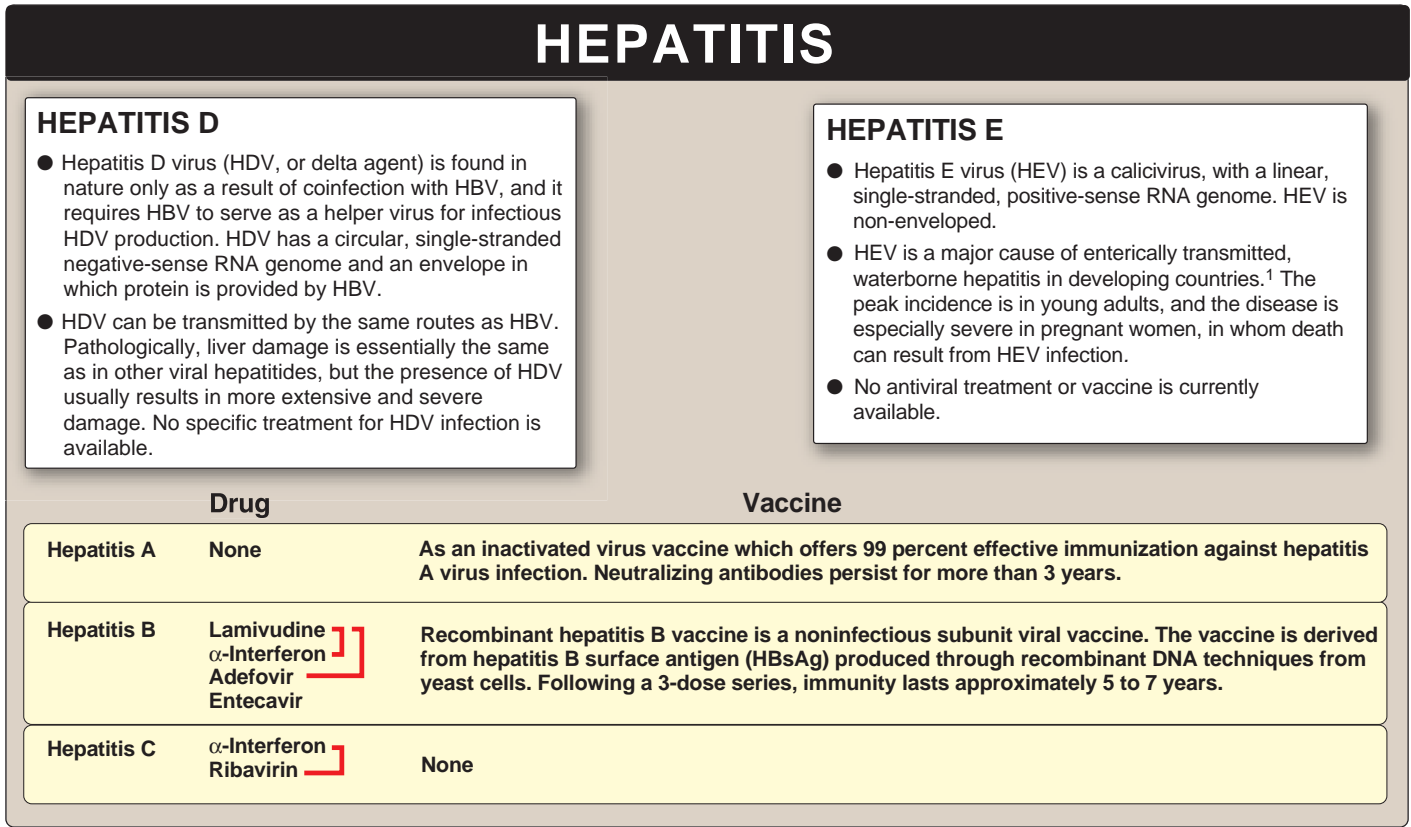 HEPATITIS
HEPATITIS D
● Hepatitis D virus (HDV, or delta agent) is found in
nature only as a result of coinfection with HBV, and it
requires HBV to serve as a helper virus for infectious
HDV production. HDV has a circular, single-stranded
negative-sense RNA genome and an envelope in
which protein is provided by HBV.
● HDV can be transmitted by the same routes as HBV.
Pathologically, liver damage is essentially the same
as in other viral hepatitides, but the presence of HDV
usually results in more extensive and severe
damage. No specific treatment for HDV infection is
available.
HEPATITIS E
● Hepatitis E virus (HEV) is a calicivirus, with a linear,
single-stranded, positive-sense RNA genome. HEV is
non-enveloped.
● HEV is a major cause of enterically transmitted,
waterborne hepatitis in developing countries.¹ The
peak incidence is in young adults, and the disease is
especially severe in pregnant women, in whom death
can result from HEV infection.
● No antiviral treatment or vaccine is currently
available.
Drug Vaccine
Hepatitis A None As an inactivated virus vaccine which offers 99 percent effective immunization against hepatitis
A virus infection. Neutralizing antibodies persist for more than 3 years.
Hepatitis B
Lamivudine
α-Interferon
Adefovir
Entecavir
Recombinant hepatitis B vaccine is a noninfectious subunit viral vaccine. The vaccine is derived
from hepatitis B surface antigen (HBsAg) produced through recombinant DNA techniques from
yeast cells. Following a 3-dose series, immunity lasts approximately 5 to 7 years.
Hepatitis C
α-Interferon
Ribavirin
None